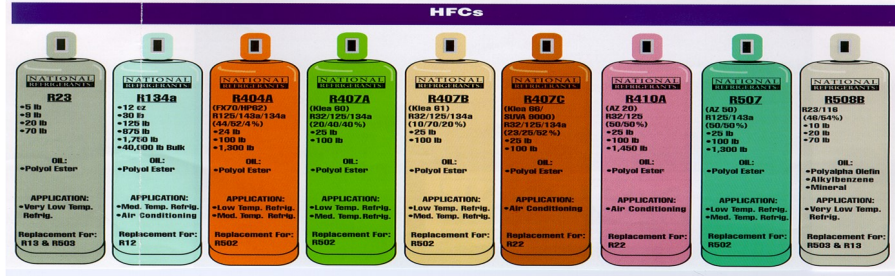 HFCs
NATIONAL
REFRIGERANTS
R23
•5 lb
•9 lb
•20 lb
•70 lb
OIL:
•Polyol Ester
APPLICATION:
•Very Low Temp.
Refrig.
Replacement For:
R13 & R503
NATIONAL
REFRIGERANTS
R134a
•12 oz
•30 lb
•125 lb
•875 lb
•1,750 lb
•40,000 lb Bulk
OIL:
•Polyol Ester
APPLICATION:
•Med. Temp. Refrig.
•Air Conditioning
Replacement For:
R12
NATIONAL
REFRIGERANTS
R404A
(FX70/HP62)
R125/143a/134a
(44/52/4%)
•24 lb
•100 lb
•1,300 lb
OIL:
•Polyol Ester
APPLICATION:
•Low Temp. Refrig.
•Med. Temp. Refrig.
Replacement For:
R502
NATIONAL
REFRIGERANTS
R407A
(Klea 60)
R32/125/134a
(20/40/40%)
•25 lb
•100 lb
OIL:
•Polyol Ester
APPLICATION:
•Low Temp. Refrig.
•Med. Temp. Refrig.
Replacement For:
R502
NATIONAL
REFRIGERANTS
R407B
(Klea 61)
R32/125/134a
(10/70/20%)
•25 lb
•100 lb
OIL:
•Polyol Ester
APPLICATION:
•Low Temp. Refrig.
•Med. Temp. Refrig.
Replacement For:
R502
NATIONAL
REFRIGERANTS
R407C
(Klea 66/
SUVA 9000)
R32/125/134a
(23/25/52%)
•25 lb
•100 lb
OIL:
•Polyol Ester
APPLICATION:
•Air Conditioning
Replacement For:
R22
NATIONAL
REFRIGERANTS
R410A
(AZ 20)
R32/125
(50/50%)
•25 lb
•100 lb
•1,450 lb
OIL:
•Polyol Ester
APPLICATION:
•Air Conditioning
Replacement For:
R22
NATIONAL
REFRIGERANTS
R507
(AZ 50)
R125/143a
(50/50%)
•25 lb
•100 lb
•1,300 lb
OIL:
•Polyol Ester
APPLICATION:
•Low Temp. Refrig.
•Med. Temp. Refrig.
Replacement For:
R502
NATIONAL
REFRIGERANTS
R508B
R23/116
(46/54%)
•10 lb
•20 lb
•70 lb
OIL:
•Polyalpha Olefin
•Alkylbenzene
•Mineral
APPLICATION:
•Very Low Temp.
Refrig.
Replacement For:
R503 & R13